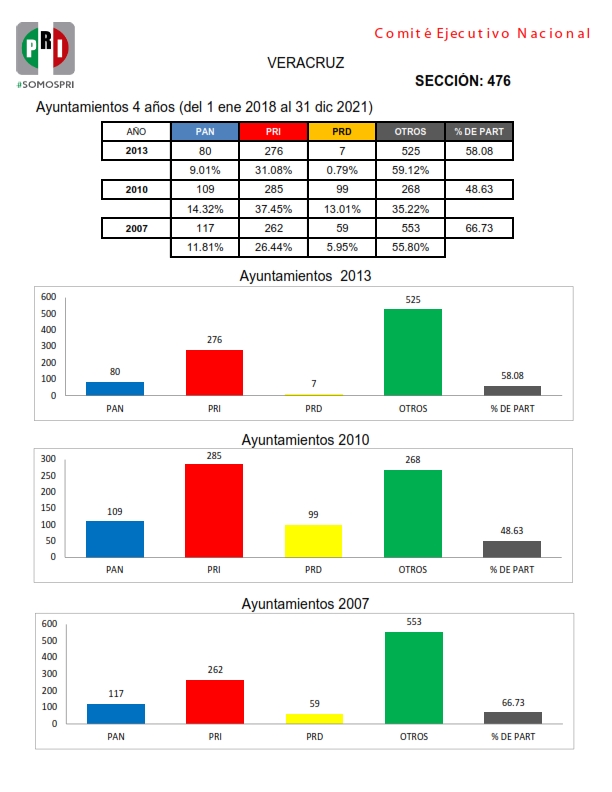 Comité Ejecutivo Nacional
PRI
#SOMOSPRI
VERACRUZ
SECCIÓN: 476
Ayuntamientos 4 años (del 1 ene 2018 al 31 dic 2021)
AÑO PAN PRI PRD OTROS % DE PART
2013 80 276 7 525 58.08
9.01% 31.08% 0.79% 59.12%
2010 109 285 99 268 48.63
14.32% 37.45% 13.01% 35.22%
2007 117 262 59 553 66.73
11.81% 26.44% 5.95% 55.80%
Ayuntamientos 2013
600
500
400
300
200
100
0
80 276 7 525 58.08
PAN PRI PRD OTROS % DE PART
Ayuntamientos 2010
300
250
200
150
100
50
0
109 285 99 268 48.63
PAN PRI PRD OTROS % DE PART
Ayuntamientos 2007
600
500
400
300
200
100
0
117 262 59 553 66.73
PAN PRI PRD OTROS % DE PART